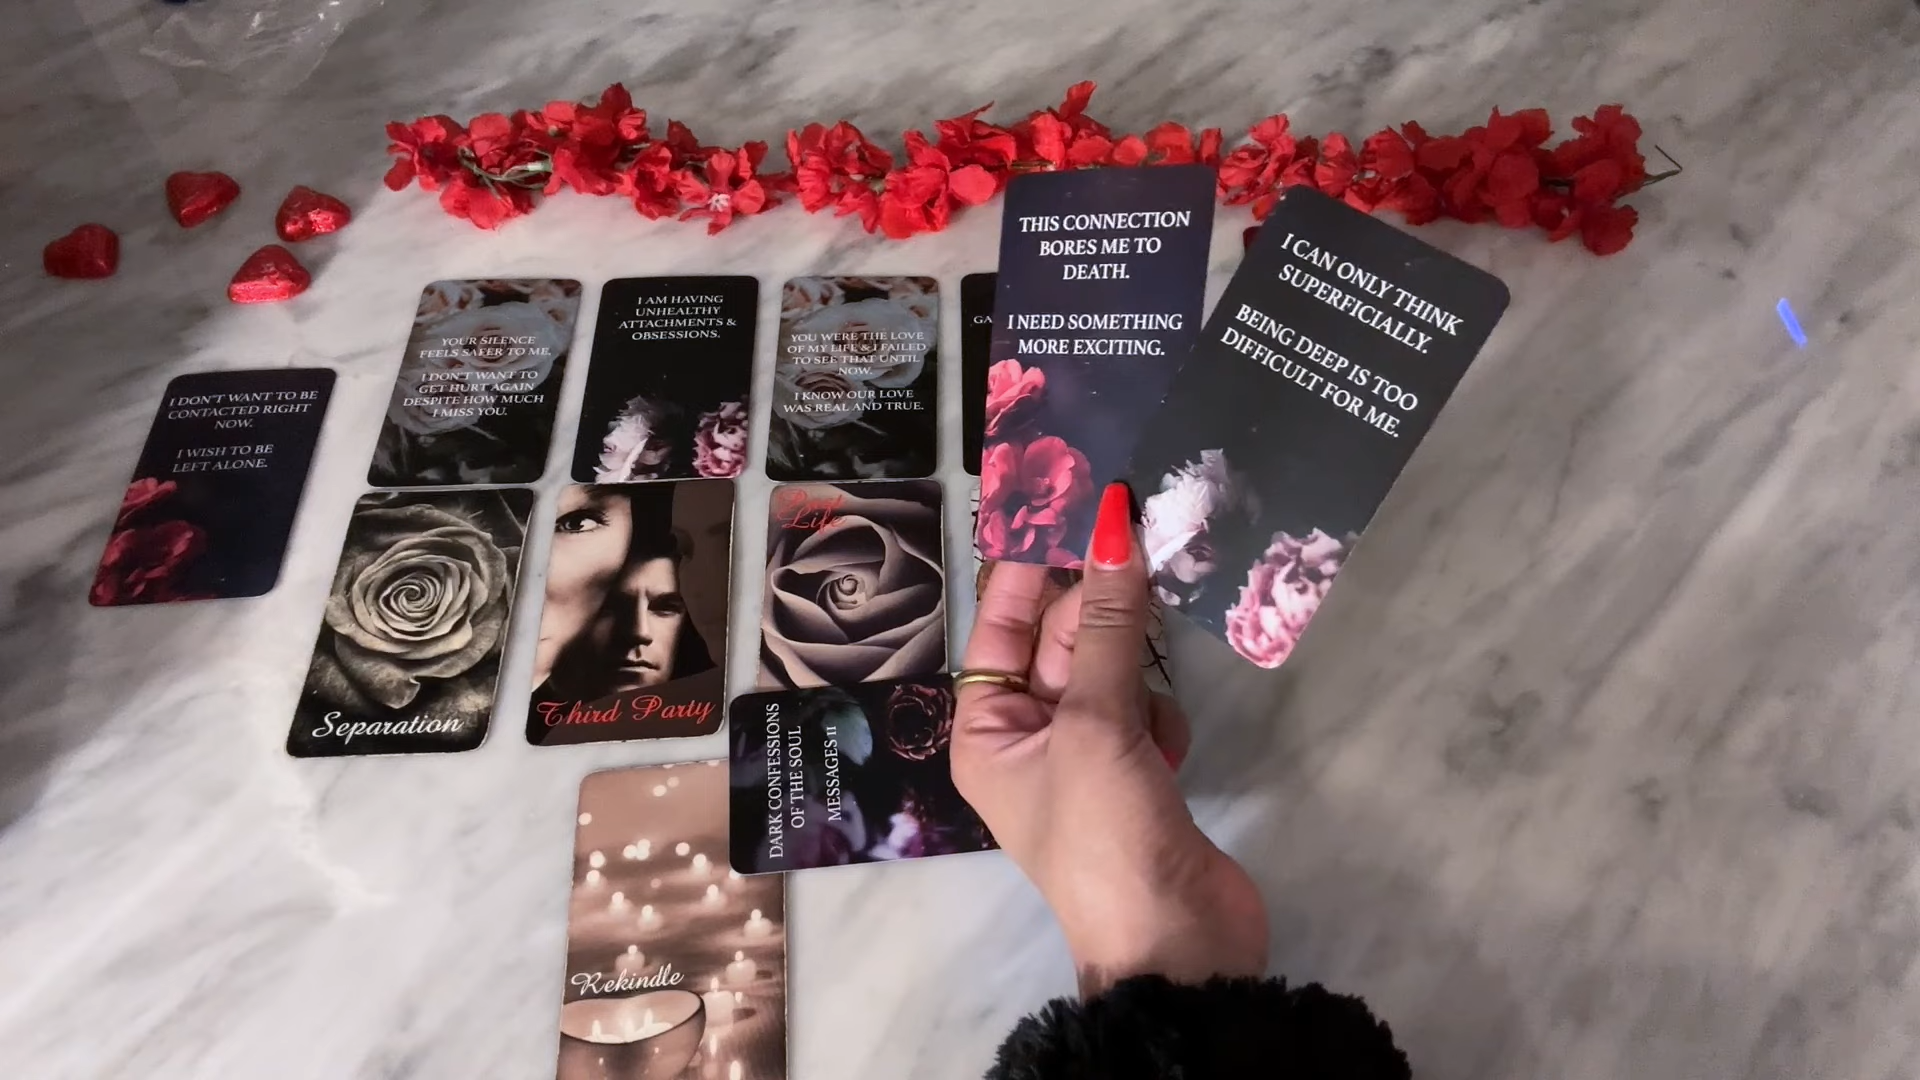 THIS CONNECTION
BORES ME TO
DEATH.
I NEED SOMETHING
MORE EXCITING.
I CAN ONLY THINK
SUPERFICIALLY.
BEING DEEP IS TOO
DIFFICULT FOR ME.
I DON'T WANT TO BE
CONTACTED RIGHT
NOW.
I WISH TO BE
LEFT ALONE.
YOUR SILENCE
FEELS SAFER TO ME.
I DON'T WANT TO
GET HURT AGAIN
DESPITE HOW MUCH
I MISS YOU.
I AM HAVING
UNHEALTHY
ATTACHMENTS &
OBSESSIONS.
YOU WERE THE LOVE
OF MY LIFE & I FAILED
TO SEE THAT UNTIL
NOW.
I KNOW OUR LOVE
WAS REAL AND TRUE.
GA
Separation
Third Party
Past
Life
DARK CONFESSIONS
OF THE SOUL
MESSAGES II
Rekindle